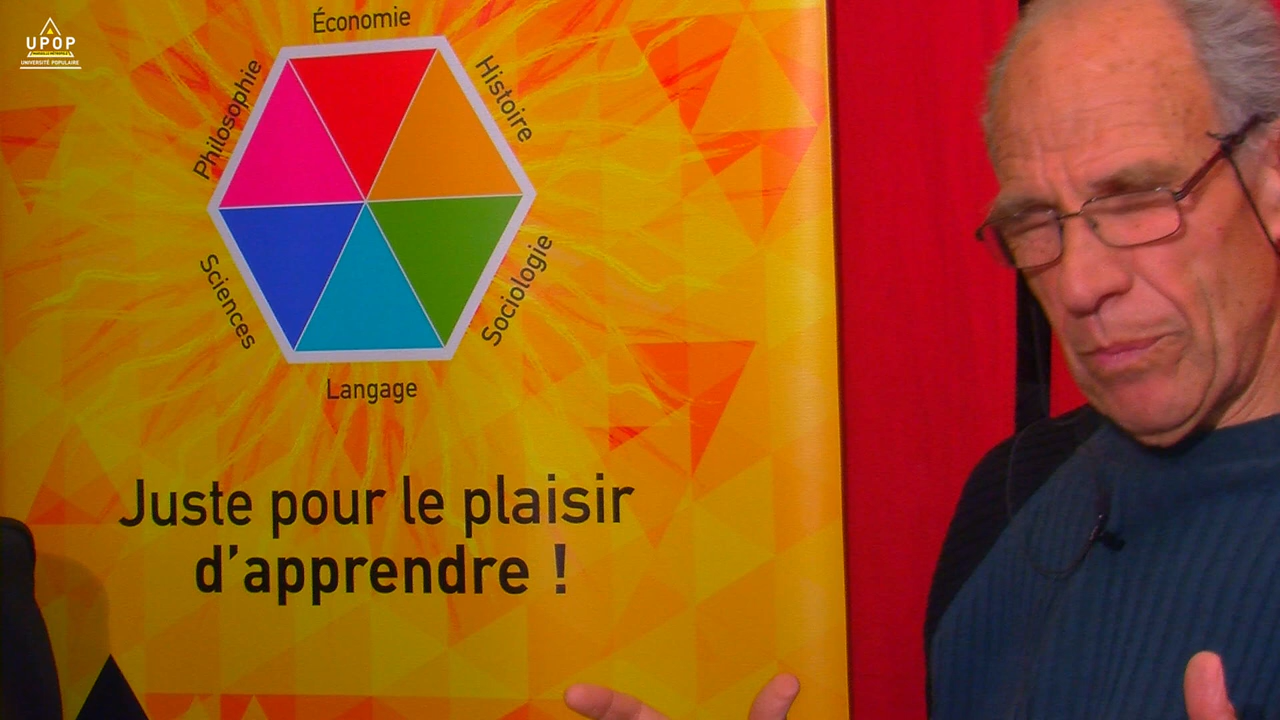 UPOP
UNIVERSITÉ POPULAIRE
Économie
Histoire
Philosophie
Sciences
Sociologie
Langage
Juste pour le plaisir
d'apprendre !